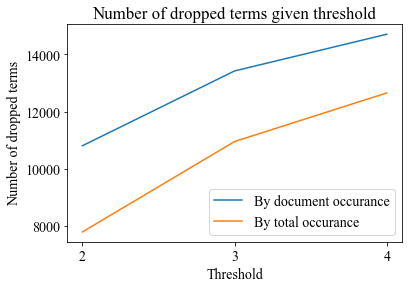 Number of dropped terms given threshold
Number of dropped terms
14000
12000
10000
8000
By document occurance
By total occurance
2
3
4
Threshold